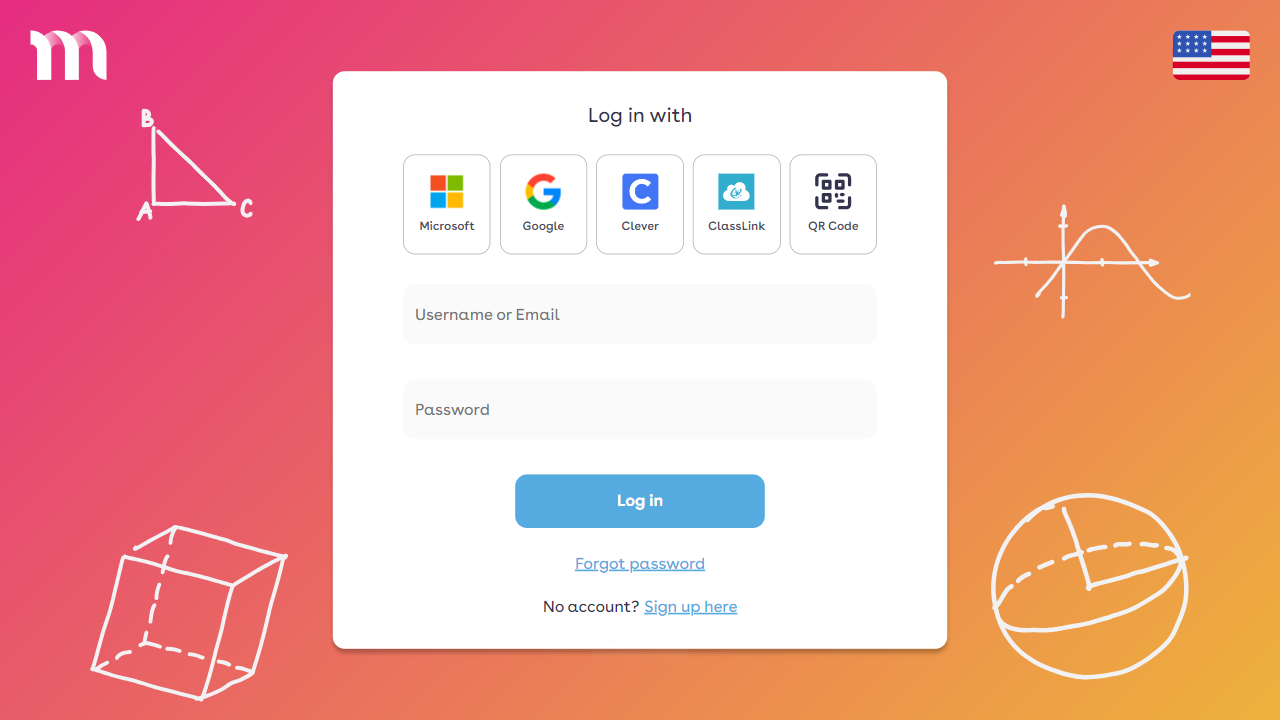 m
B
A
C
Log in with
Microsoft
Google
Clever
ClassLink
QR Code
Username or Email
Password
Log in
Forgot password
No account? Sign up here